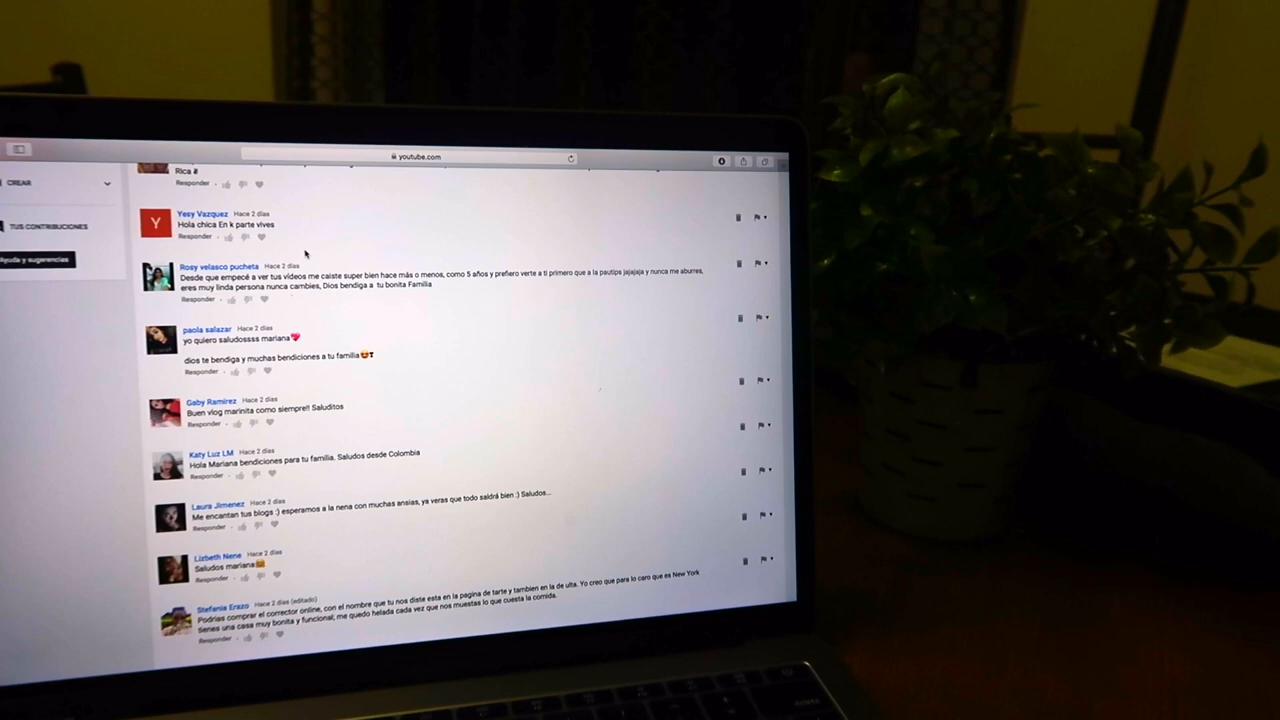 youtube.com
CREAR
TUS CONTRIBUCIONES
Ayuda y sugerencias
Rica
Responder
Y
Yesy Vazquez Hace 2 días
Hola chica En k parte vives
Responder
Rosy velasco pucheta Hace 2 días
Desde que empecé a ver tus vídeos me caiste super bien hace más o menos, como 5 años y prefiero verte a ti primero que a la pautips jajajaja y nunca me aburres,
eres muy linda persona nunca cambies, Dios bendiga a tu bonita Familia
Responder
paola salazar Hace 2 días
yo quiero saludossss mariana💖
dios te bendiga y muchas bendiciones a tu familia😍❣
Responder
Gaby Ramirez Hace 2 días
Buen vlog marinita como siempre!! Saluditos
Responder
Katy Luz LM Hace 2 días
Hola Mariana bendiciones para tu familia. Saludos desde Colombia
Responder
Laura Jimenez Hace 2 días
Me encantan tus blogs :) esperamos a la nena con muchas ansias, ya veras que todo saldrá bien :) Saludos...
Responder
Lizbeth Nene Hace 2 días
Saludos mariana
Responder
Stefania Erazo Hace 2 días (editado)
Podrias comprar el corrector online, con el nombre que tu nos diste esta en la pagina de tarte y tambien en la de ulta. Yo creo que para lo caro que es New York
tienes una casa muy bonita y funcional; me quedo helada cada vez que nos muestas lo que cuesta la comida.
Responder